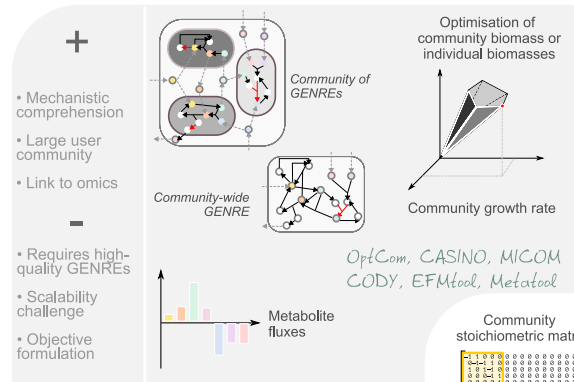 +
• Mechanistic
comprehension
• Large user
community
• Link to omics
-
• Requires high-
quality GENREs
• Scalability
challenge
• Objective
formulation
Community of
GENREs
Community-wide
GENRE
Metabolite
fluxes
Optimisation of
community biomass or
individual biomasses
Community growth rate
OptCom, CASINO, MICOM
CODY, EFMtool, Metatool
Community
stoichiometric matr